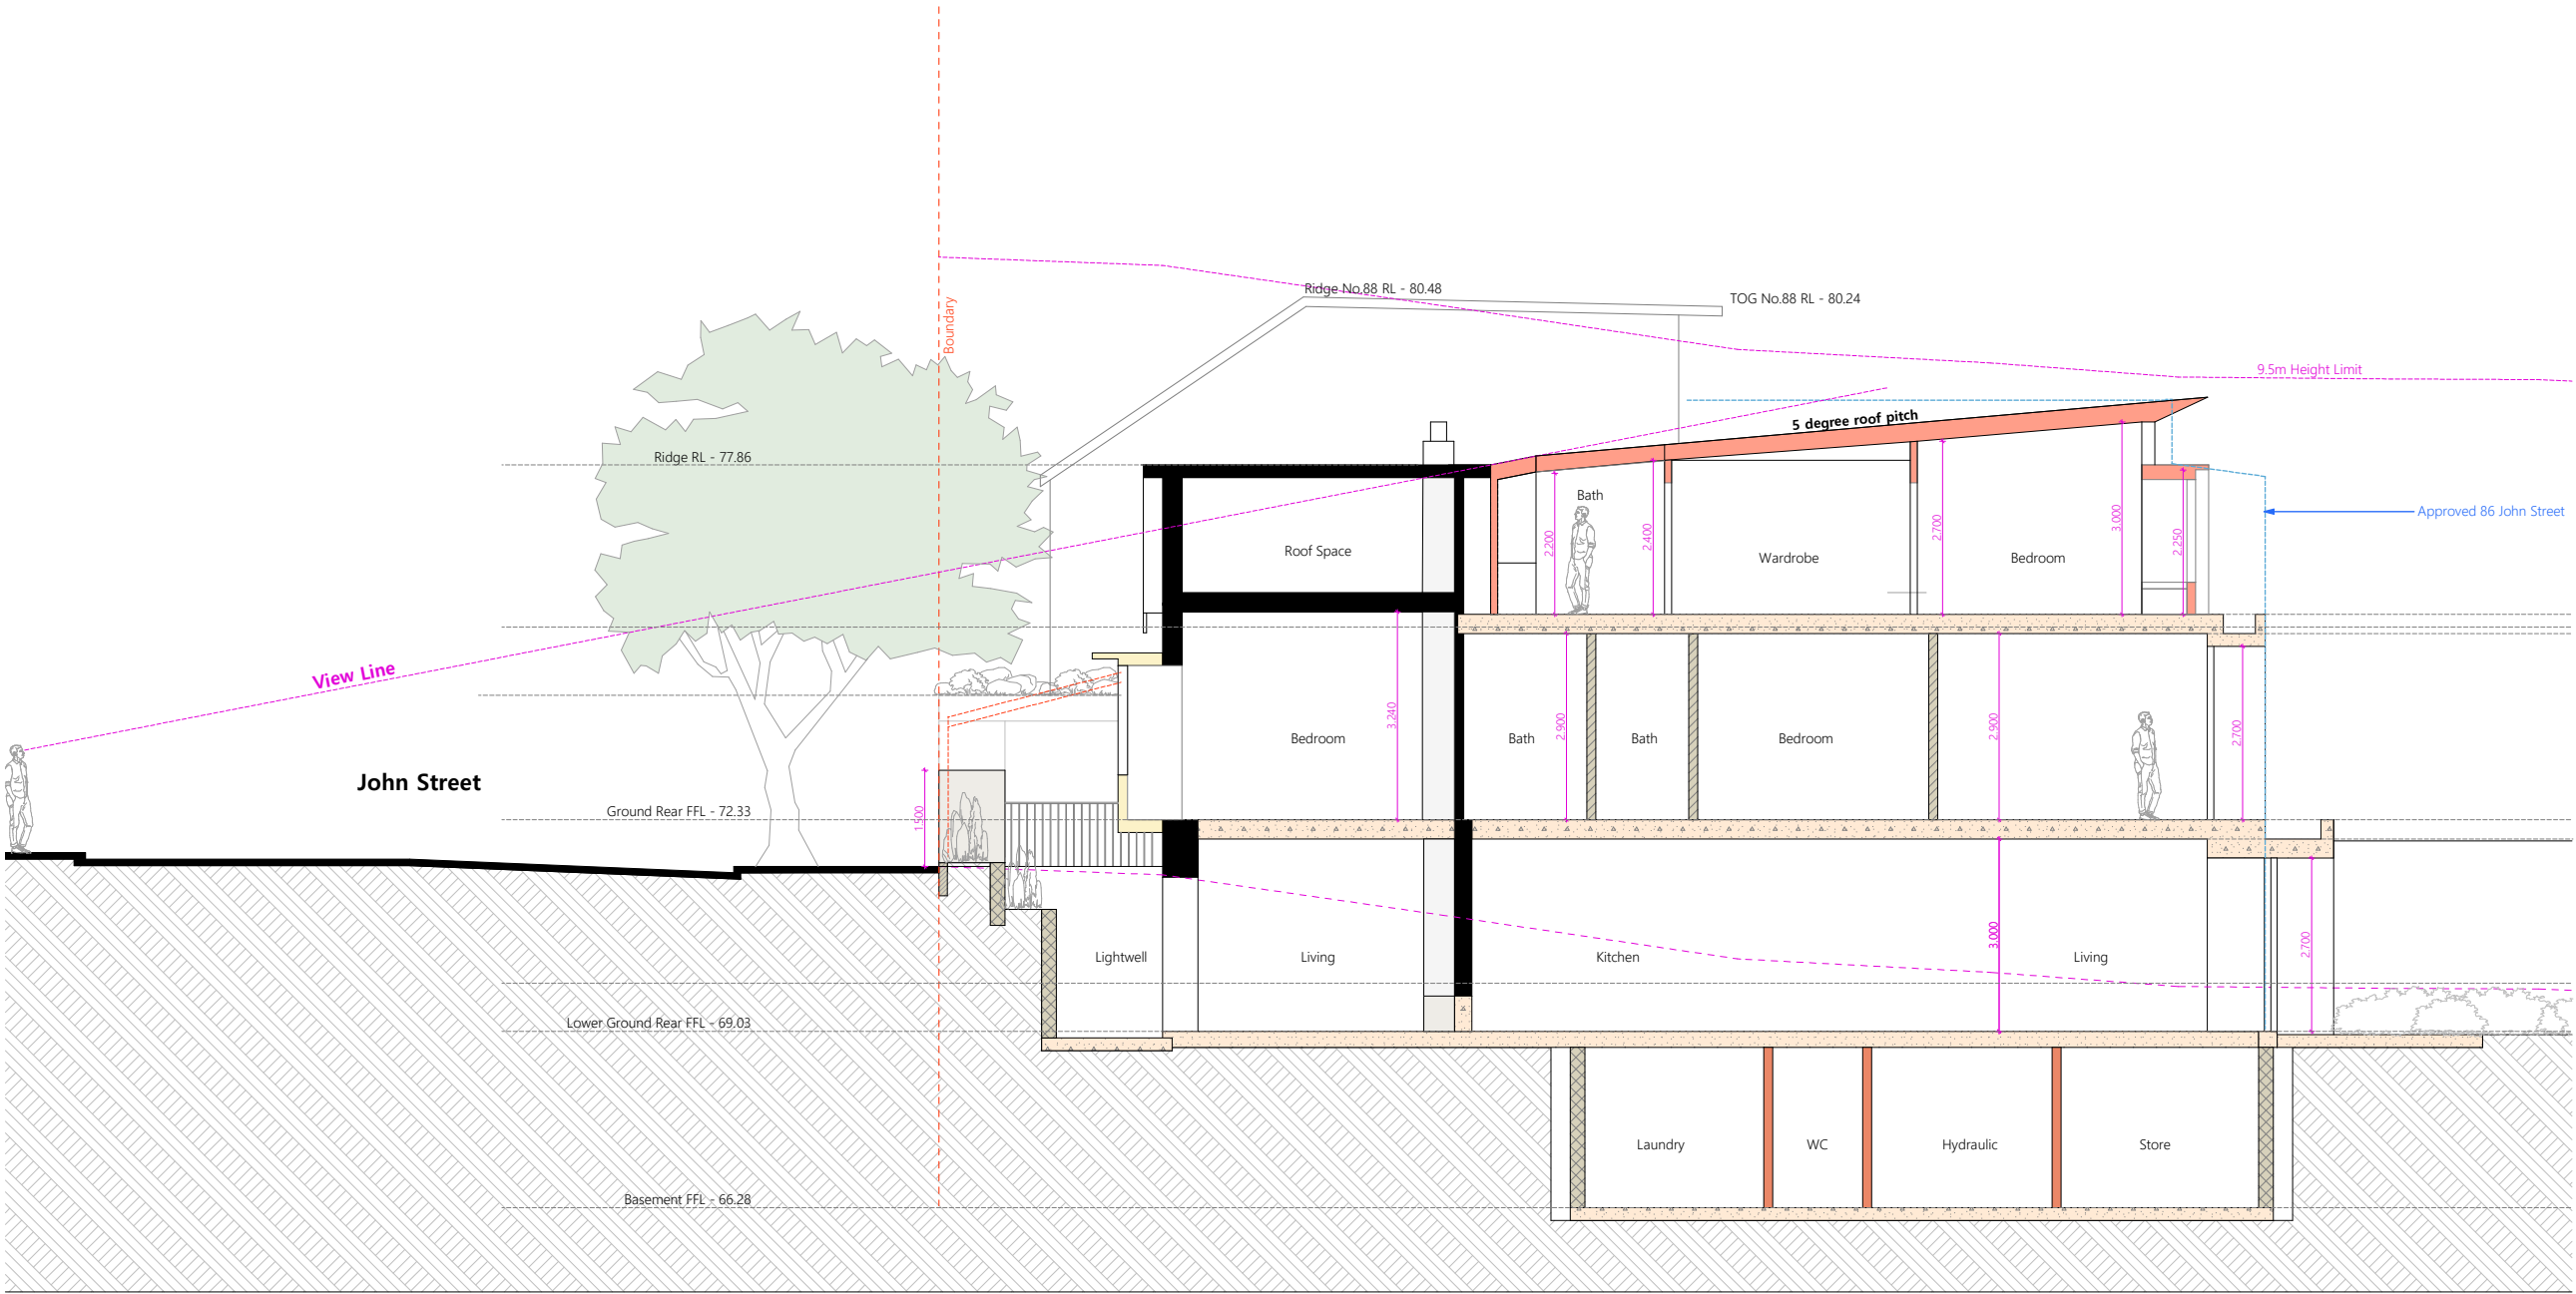 Ridge No.88 RL - 80.48
TOG No.88 RL - 80.24
Boundary
9.5m Height Limit
5 degree roof pitch
Ridge RL - 77.86
Bath
Approved 86 John Street
2.200
2.400
2.700
3.000
2.250
Roof Space
Wardrobe
Bedroom
View Line
3.240
2.900
2.900
2.700
Bedroom
Bath
Bath
Bedroom
John Street
Ground Rear FFL - 72.33
1.500
Lightwell
Living
Kitchen
3.000
Living
2.700
Lower Ground Rear FFL - 69.03
Laundry
WC
Hydraulic
Store
Basement FFL - 66.28